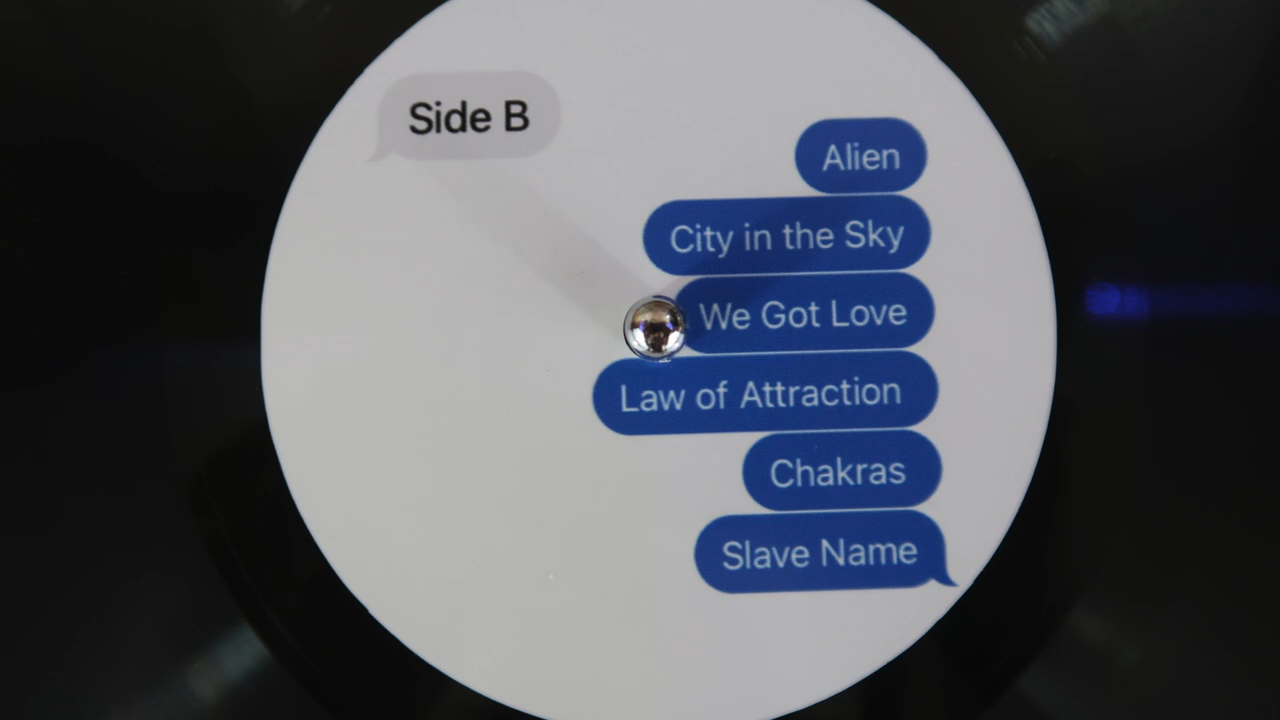 Side B
Alien
City in the Sky
We Got Love
Law of Attraction
Chakras
Slave Name